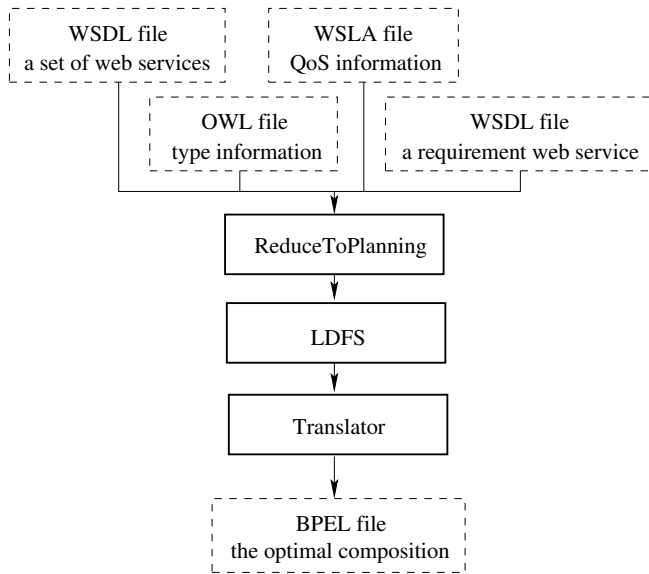 WSDL file
a set of web services
WSLA file
QoS information
OWL file
type information
WSDL file
a requirement web service
ReduceToPlanning
LDFS
Translator
BPEL file
the optimal composition